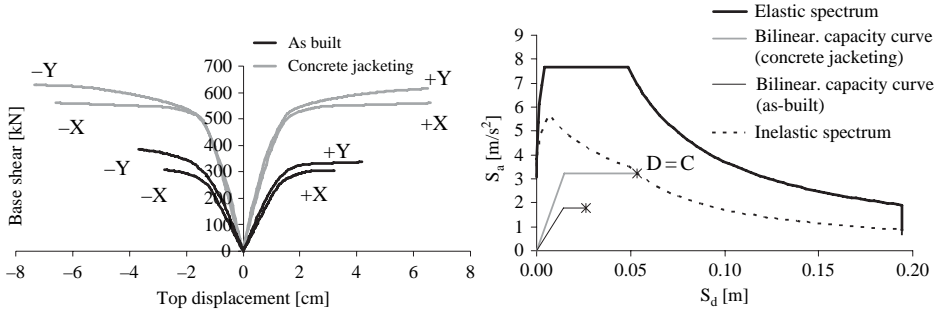 As built
Concrete jacketing
Base shear [kN]
700
600
500
400
300
200
100
0
−Y
−X
+Y
+X
−Y
−X
+Y
+X
−8
−6
−4
−2
0
2
4
6
8
Top displacement [cm]
Elastic spectrum
Bilinear. capacity curve
(concrete jacketing)
Bilinear. capacity curve
(as-built)
Inelastic spectrum
Sa [m/s2]
9
8
7
6
5
4
3
2
1
0
D = C
0.00
0.05
0.10
0.15
0.20
Sd [m]